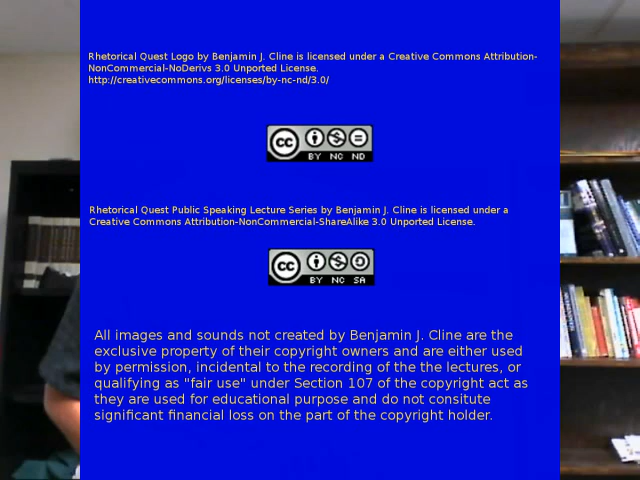 Rhetorical Quest Logo by Benjamin J. Cline is licensed under a Creative Commons Attribution-
NonCommercial-NoDerivs 3.0 Unported License.
http://creativecommons.org/licenses/by-nc-nd/3.0/
cc
BY NC ND
Rhetorical Quest Public Speaking Lecture Series by Benjamin J. Cline is licensed under a
Creative Commons Attribution-NonCommercial-ShareAlike 3.0 Unported License.
cc
BY NC SA
All images and sounds not created by Benjamin J. Cline are the
exclusive property of their copyright owners and are either used
by permission, incidental to the recording of the the lectures, or
qualifying as "fair use" under Section 107 of the copyright act as
they are used for educational purpose and do not consitute
significant financial loss on the part of the copyright holder.